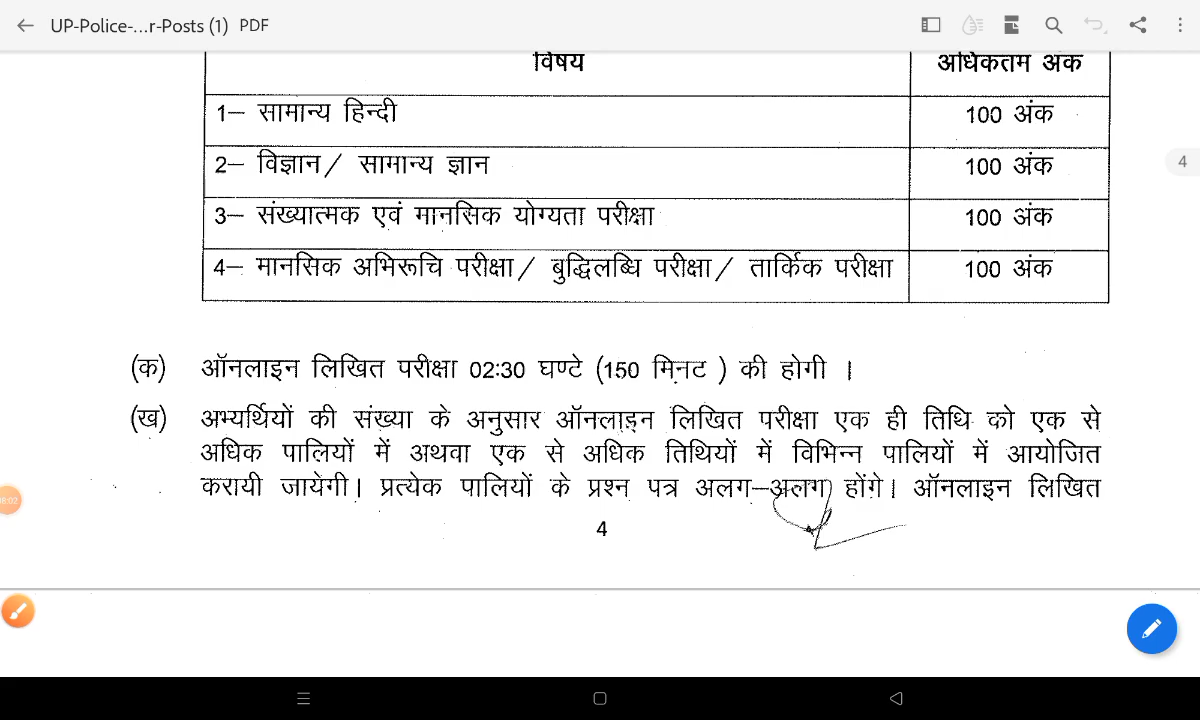 UP-Police-...r-Posts (1) PDF
विषय अधिकतम अंक
1– सामान्य हिन्दी 100 अंक
2– विज्ञान / सामान्य ज्ञान 100 अंक
4
3– संख्यात्मक एवं मानसिक योग्यता परीक्षा 100 अंक
4– मानसिक अभिरूचि परीक्षा / बुद्धिलब्धि परीक्षा / तार्किक परीक्षा 100 अंक
(क) ऑनलाइन लिखित परीक्षा 02:30 घण्टे (150 मिनट ) की होगी ।
(ख) अभ्यर्थियों की संख्या के अनुसार ऑनलाइन लिखित परीक्षा एक ही तिथि को एक से
अधिक पालियों में अथवा एक से अधिक तिथियों में विभिन्न पालियों में आयोजित
करायी जायेगी। प्रत्येक पालियों के प्रश्न पत्र अलग–अलग होंगे। ऑनलाइन लिखित
4